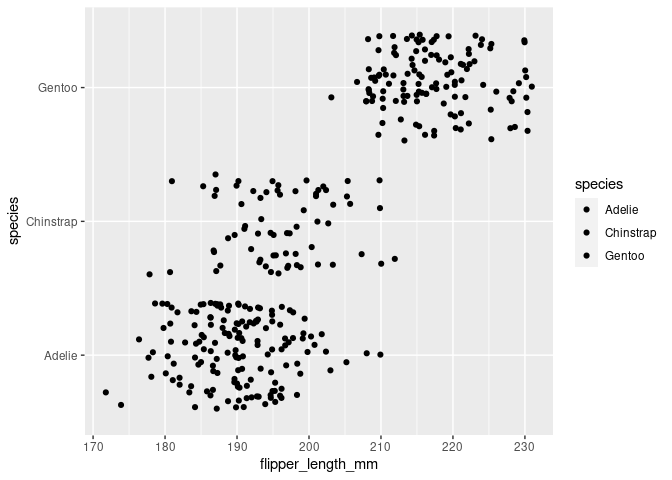 Gentoo
Chinstrap
Adelie
species
170 180 190 200 210 220 230
flipper_length_mm
species
Adelie
Chinstrap
Gentoo